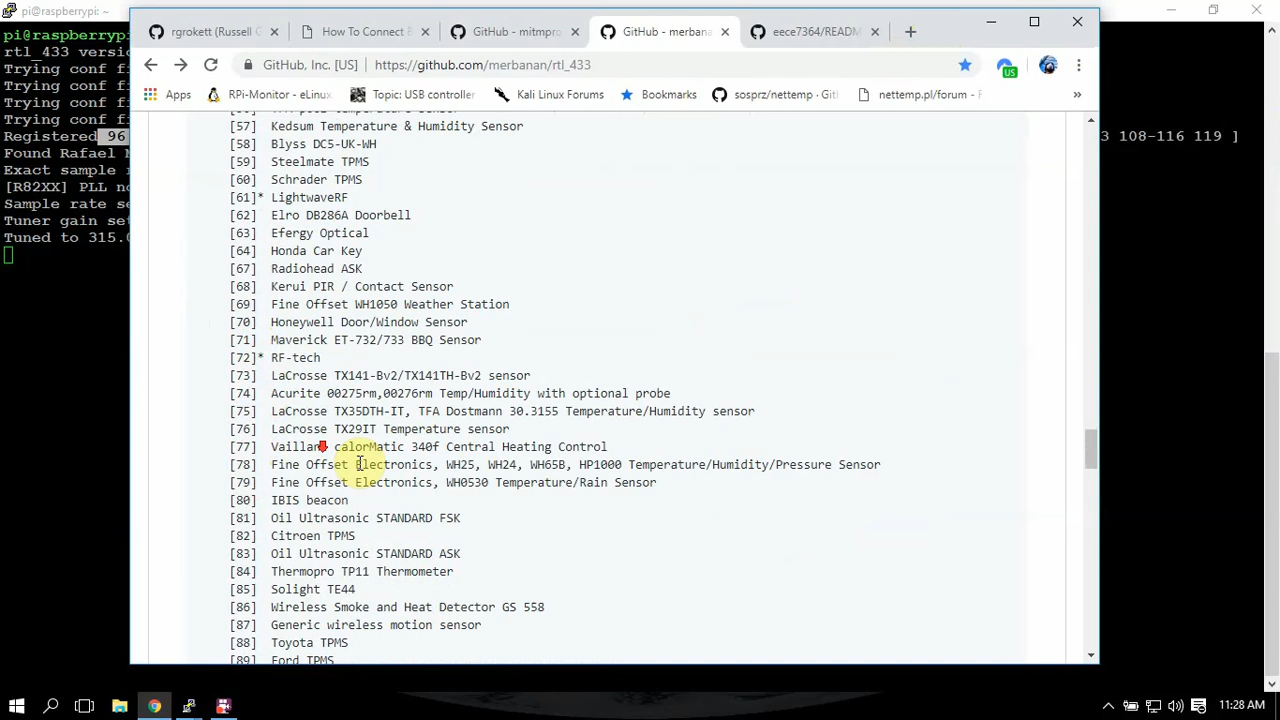 pi@raspberrypi
rgrokett (Russell G
How To Connect B
GitHub - mitmpro
GitHub - merbana
eece7364/READM
GitHub, Inc. [US]
https://github.com/merbanan/rtl_433
US
Apps
RPi-Monitor - eLinux
Topic: USB controller
Kali Linux Forums
Bookmarks
sosprz/nettemp · Git
nettemp.pl/forum - F
»
pi@raspberrypi
rtl_433 versio
Trying conf fi
Trying conf fi
Trying conf fi
Trying conf fi
Registered 96
3 108-116 119 ]
Found Rafael M
Exact sample r
[R82XX] PLL no
Sample rate se
Tuner gain set
Tuned to 315.0
[57] Kedsum Temperature & Humidity Sensor
[58] Blyss DC5-UK-WH
[59] Steelmate TPMS
[60] Schrader TPMS
[61]* LightwaveRF
[62] Elro DB286A Doorbell
[63] Efergy Optical
[64] Honda Car Key
[67] Radiohead ASK
[68] Kerui PIR / Contact Sensor
[69] Fine Offset WH1050 Weather Station
[70] Honeywell Door/Window Sensor
[71] Maverick ET-732/733 BBQ Sensor
[72]* RF-tech
[73] LaCrosse TX141-Bv2/TX141TH-Bv2 sensor
[74] Acurite 00275rm,00276rm Temp/Humidity with optional probe
[75] LaCrosse TX35DTH-IT, TFA Dostmann 30.3155 Temperature/Humidity sensor
[76] LaCrosse TX29IT Temperature sensor
[77] Vaillant calorMatic 340f Central Heating Control
[78] Fine Offset Electronics, WH25, WH24, WH65B, HP1000 Temperature/Humidity/Pressure Sensor
[79] Fine Offset Electronics, WH0530 Temperature/Rain Sensor
[80] IBIS beacon
[81] Oil Ultrasonic STANDARD FSK
[82] Citroen TPMS
[83] Oil Ultrasonic STANDARD ASK
[84] Thermopro TP11 Thermometer
[85] Solight TE44
[86] Wireless Smoke and Heat Detector GS 558
[87] Generic wireless motion sensor
[88] Toyota TPMS
[89] Ford TPMS
11:28 AM